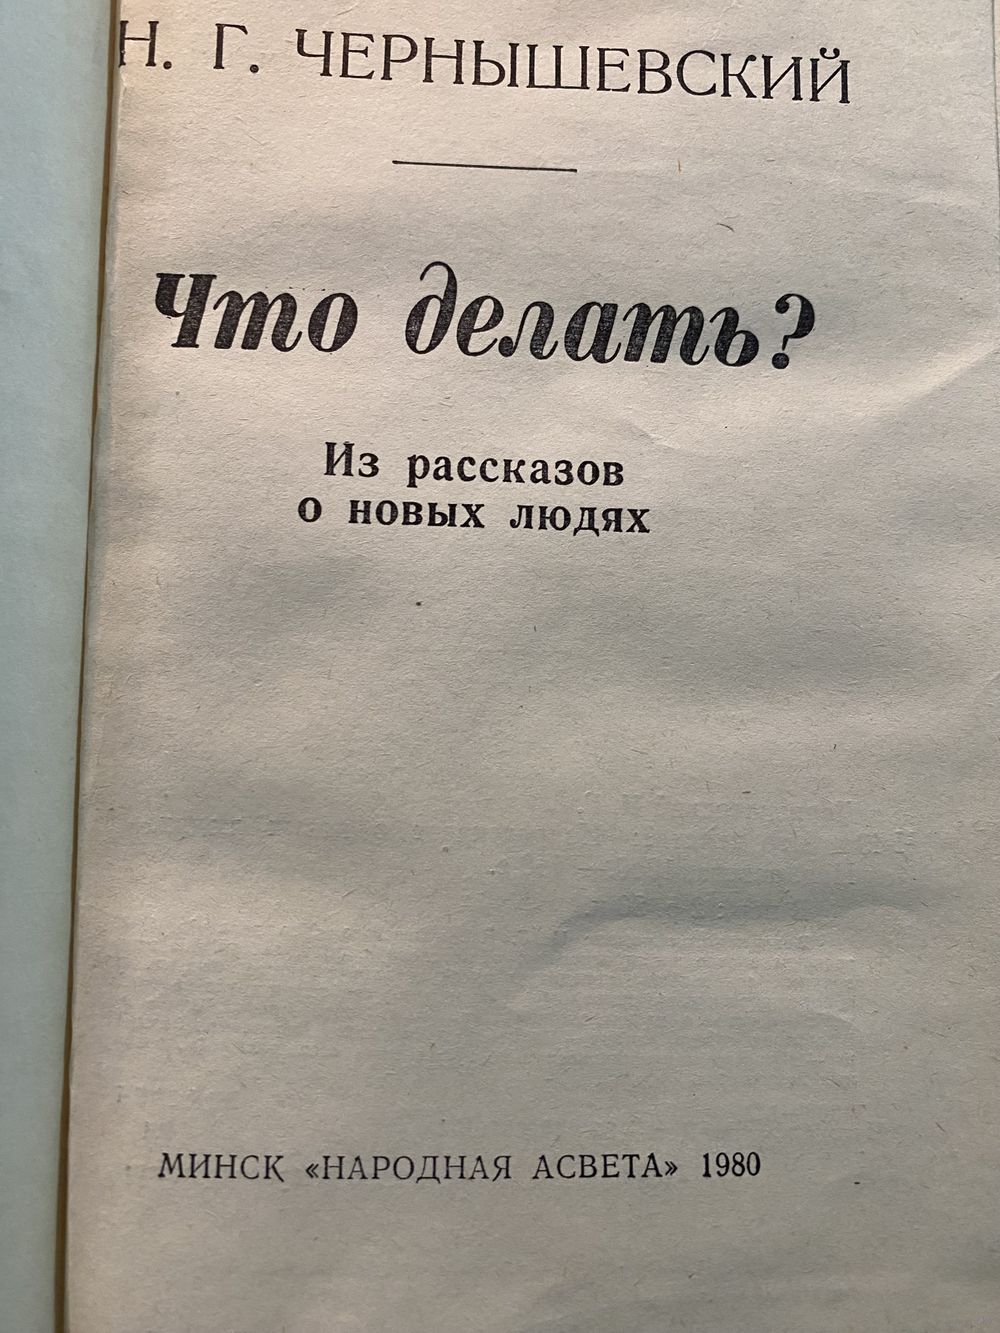 Н. Г. ЧЕРНЫШЕВСКИЙ
Что делать?
Из рассказов
о новых людях
МИНСК «НАРОДНАЯ АСВЕТА» 1980